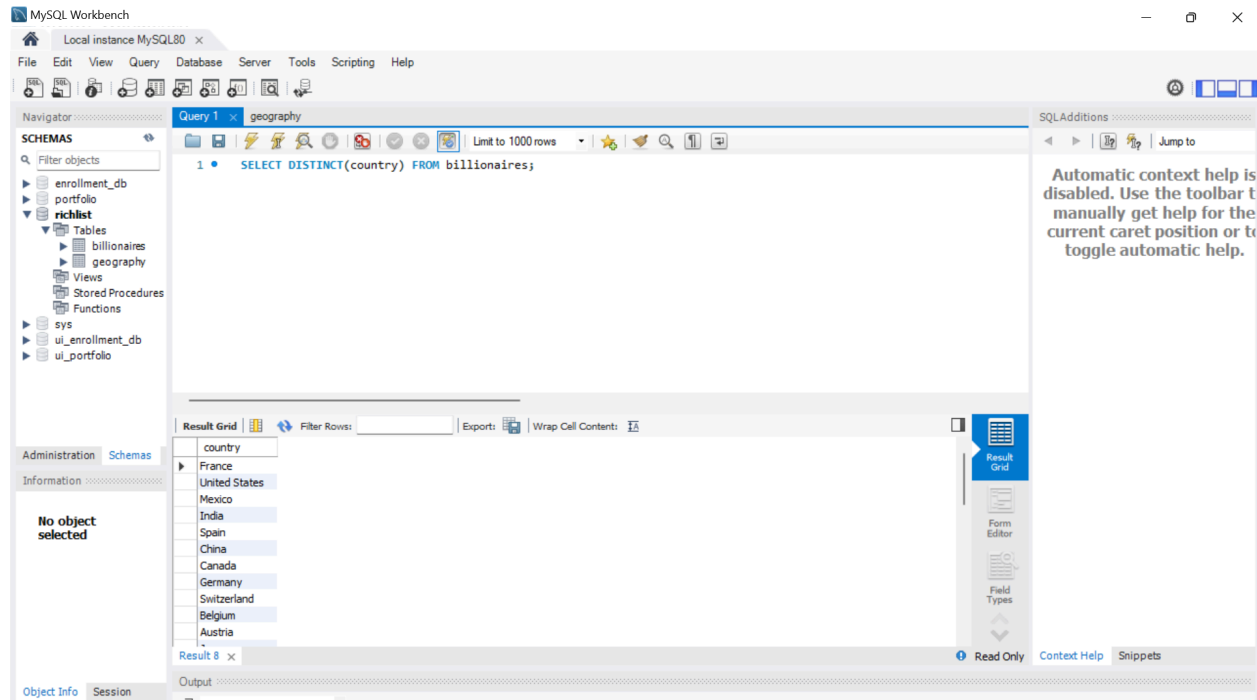 MySQL Workbench
Local instance MySQL80
File Edit View Query Database Server Tools Scripting Help
Navigator
SCHEMAS
Filter objects
enrollment_db
portfolio
richlist
Tables
billionaires
geography
Views
Stored Procedures
Functions
sys
ui_enrollment_db
ui_portfolio
Administration Schemas
Information
No object
selected
Object Info Session
Query 1 geography
Limit to 1000 rows
1 SELECT DISTINCT(country) FROM billionaires;
Result Grid Filter Rows: Export: Wrap Cell Content:
country
France
United States
Mexico
India
Spain
China
Canada
Germany
Switzerland
Belgium
Austria
Result 8
Result
Grid
Form
Editor
Field
Types
Read Only
Output
SQLAdditions
Jump to
Automatic context help is
disabled. Use the toolbar t
manually get help for the
current caret position or to
toggle automatic help.
Context Help Snippets